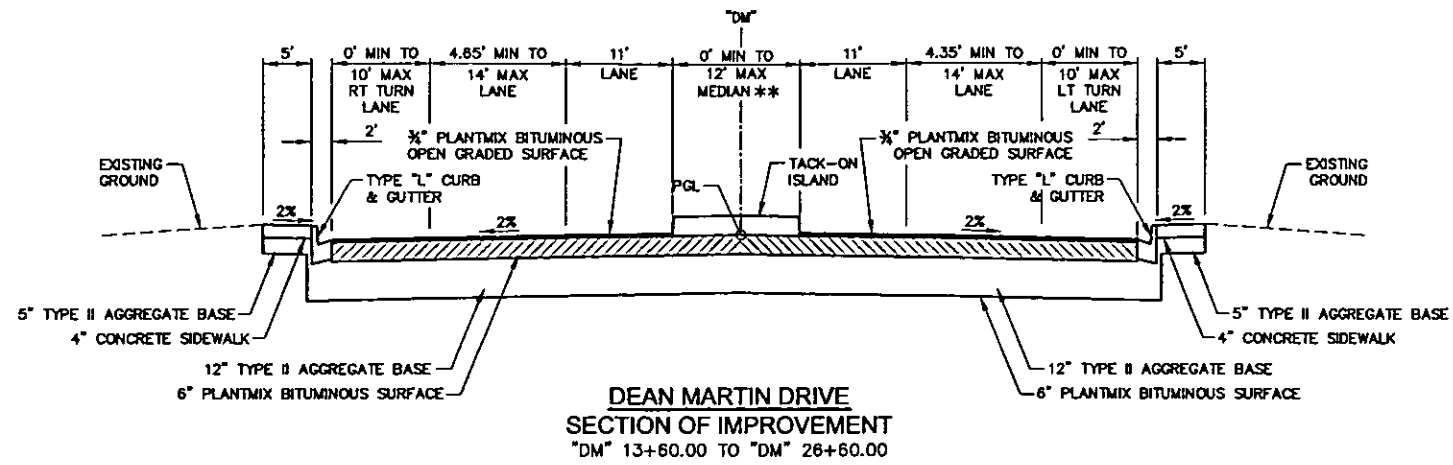 "DM"
5'
0' MIN TO
10' MAX
RT TURN
LANE
4.65' MIN TO
14' MAX
LANE
11'
LANE
0' MIN TO
12' MAX
MEDIAN **
11'
LANE
4.35' MIN TO
14' MAX
LANE
0' MIN TO
10' MAX
LT TURN
LANE
5'
2'
2'
¾" PLANTMIX BITUMINOUS
OPEN GRADED SURFACE
¾" PLANTMIX BITUMINOUS
OPEN GRADED SURFACE
EXISTING
GROUND
TYPE "L" CURB
& GUTTER
PGL
TACK-ON
ISLAND
TYPE "L" CURB
& GUTTER
EXISTING
GROUND
2%
2%
2%
2%
5" TYPE II AGGREGATE BASE
4" CONCRETE SIDEWALK
12" TYPE II AGGREGATE BASE
6" PLANTMIX BITUMINOUS SURFACE
5" TYPE II AGGREGATE BASE
4" CONCRETE SIDEWALK
12" TYPE II AGGREGATE BASE
6" PLANTMIX BITUMINOUS SURFACE
DEAN MARTIN DRIVE
SECTION OF IMPROVEMENT
"DM" 13+60.00 TO "DM" 26+60.00